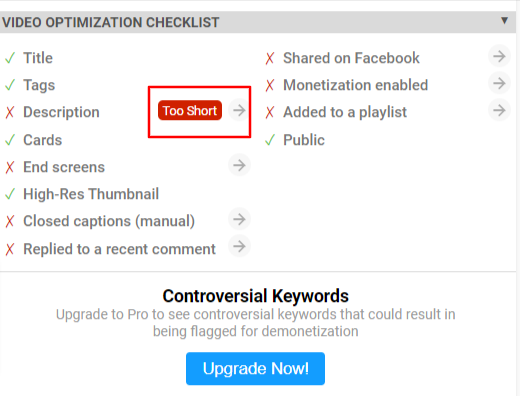 VIDEO OPTIMIZATION CHECKLIST
Title
Tags
Description Too Short
Cards
End screens
High-Res Thumbnail
Closed captions (manual)
Replied to a recent comment
Shared on Facebook
Monetization enabled
Added to a playlist
Public
Controversial Keywords
Upgrade to Pro to see controversial keywords that could result in
being flagged for demonetization
Upgrade Now!